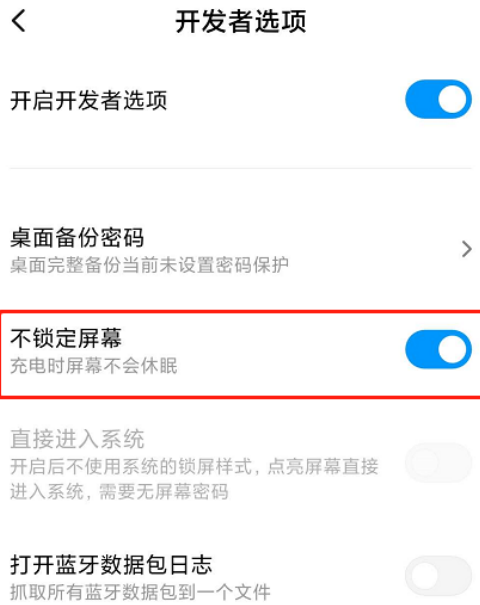 开发者选项
开启开发者选项
桌面备份密码
桌面完整备份当前未设置密码保护
不锁定屏幕
充电时屏幕不会休眠
直接进入系统
开启后不使用系统的锁屏样式，点亮屏幕直接
进入系统，需要无屏幕密码
打开蓝牙数据包日志
抓取所有蓝牙数据包到一个文件